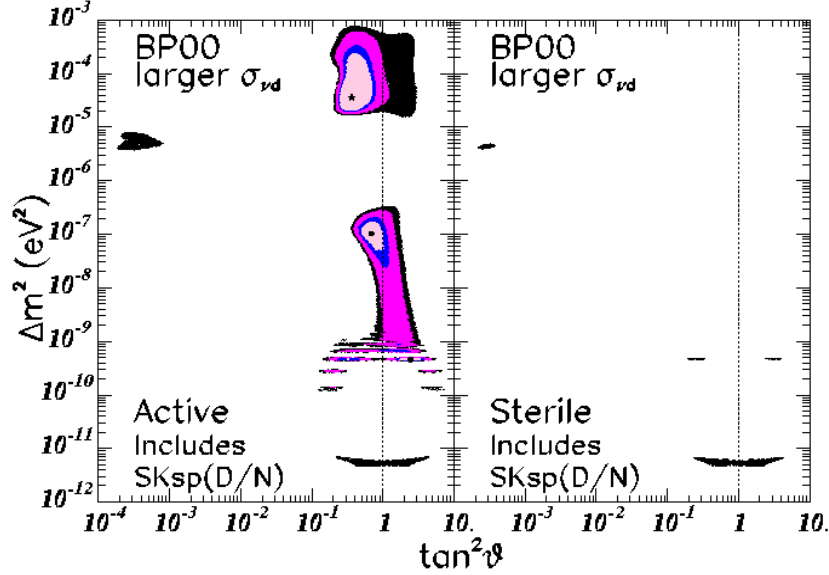 10⁻³
10⁻⁴
10⁻⁵
10⁻⁶
10⁻⁷
10⁻⁸
10⁻⁹
10⁻¹⁰
10⁻¹¹
10⁻¹²
Δm² (eV²)
BP00
larger σνd
Active
Includes
SKsp(D/N)
BP00
larger σνd
Sterile
Includes
SKsp(D/N)
10⁻⁴ 10⁻³ 10⁻² 10⁻¹ 1 10. 10⁻³ 10⁻² 10⁻¹ 1 10.
tan²ϑ